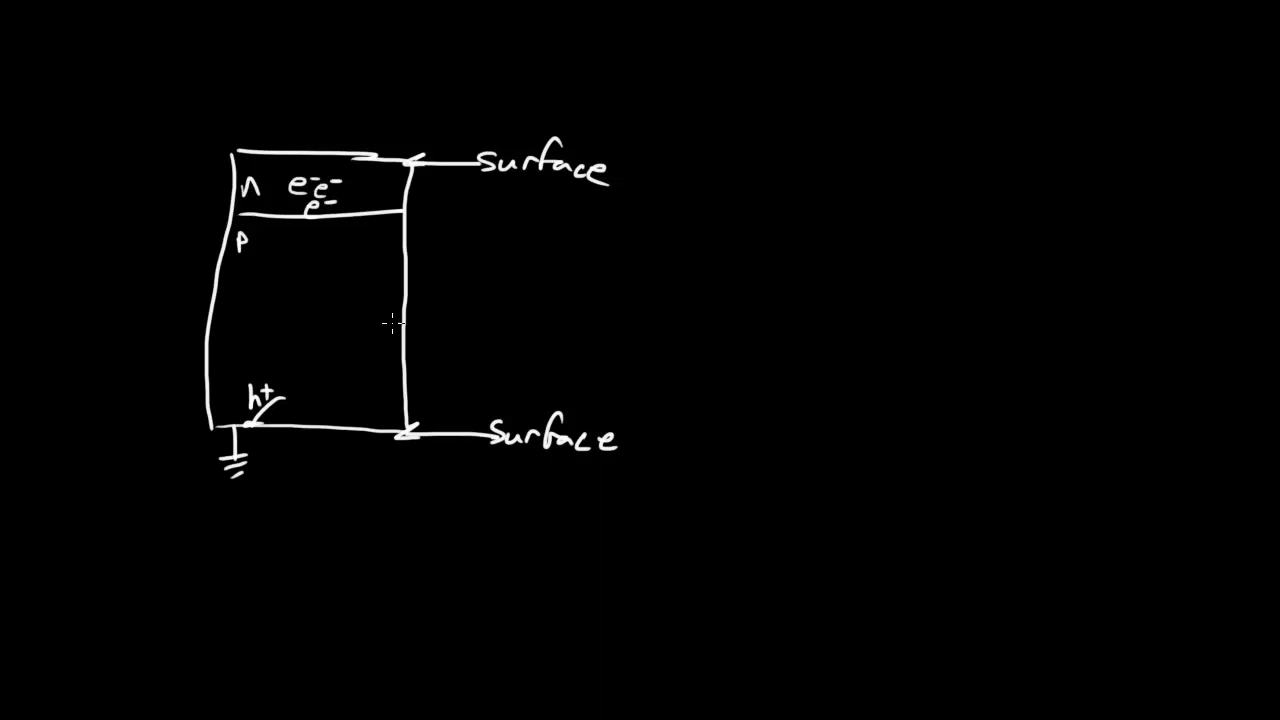 surface
n e⁻e⁻
e⁻
p
h⁺
surface